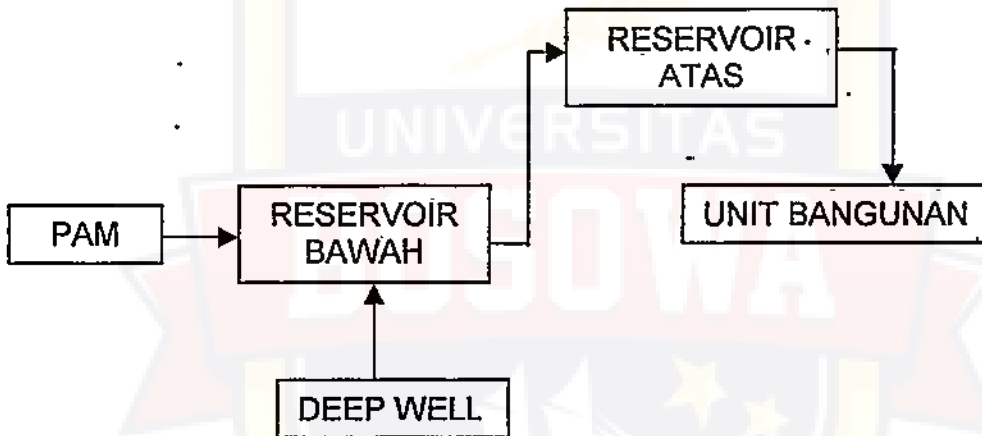 RESERVOIR
ATAS
UNIVERSITAS
PAM
RESERVOIR
BAWAH
UNIT BANGUNAN
BOSOWA
DEEP WELL